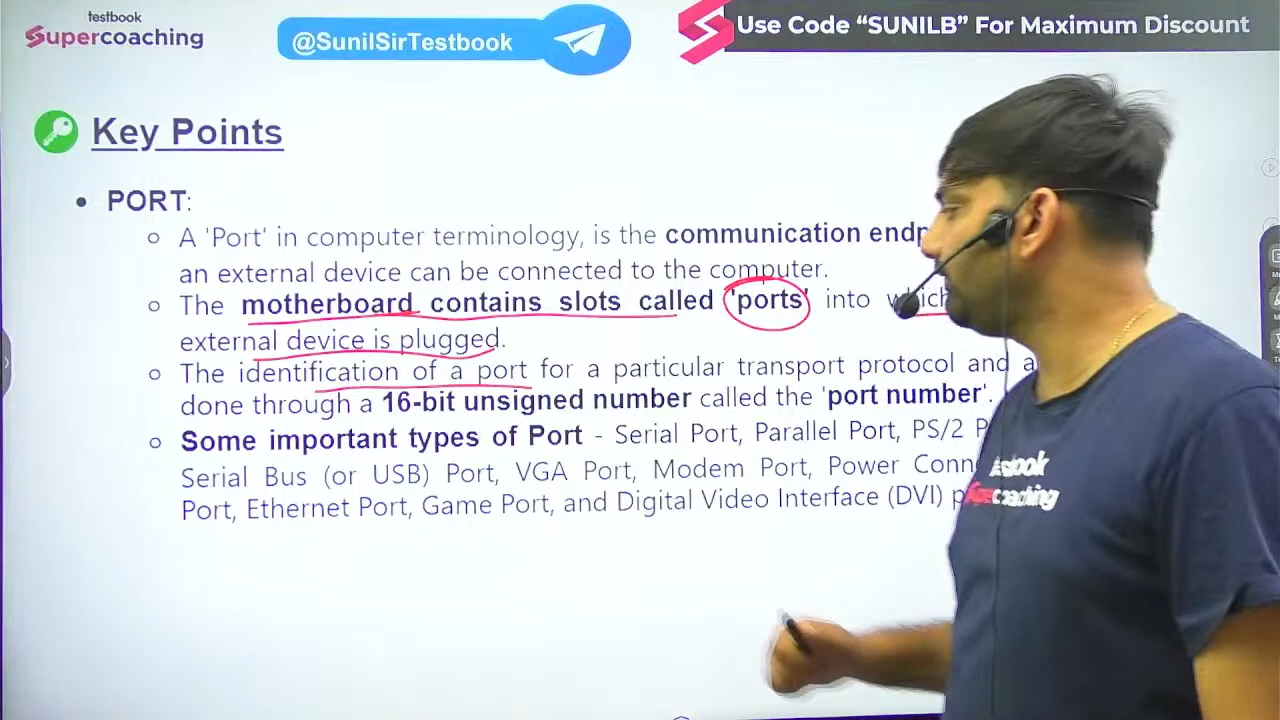 testbook
Supercoaching
@SunilSirTestbook
Use Code “SUNILB” For Maximum Discount
Key Points
• PORT:
A 'Port' in computer terminology, is the communication
an external device can be connected to the computer.
The motherboard contains slots called 'ports' into which
external device is plugged.
The identification of a port for a particular transport protocol and
done through a 16-bit unsigned number called the 'port number'.
Some important types of Port - Serial Port, Parallel Port, PS/2
Serial Bus (or USB) Port, VGA Port, Modem Port, Power
Port, Ethernet Port, Game Port, and Digital Video Interface (DVI)
testbook
Supercoaching